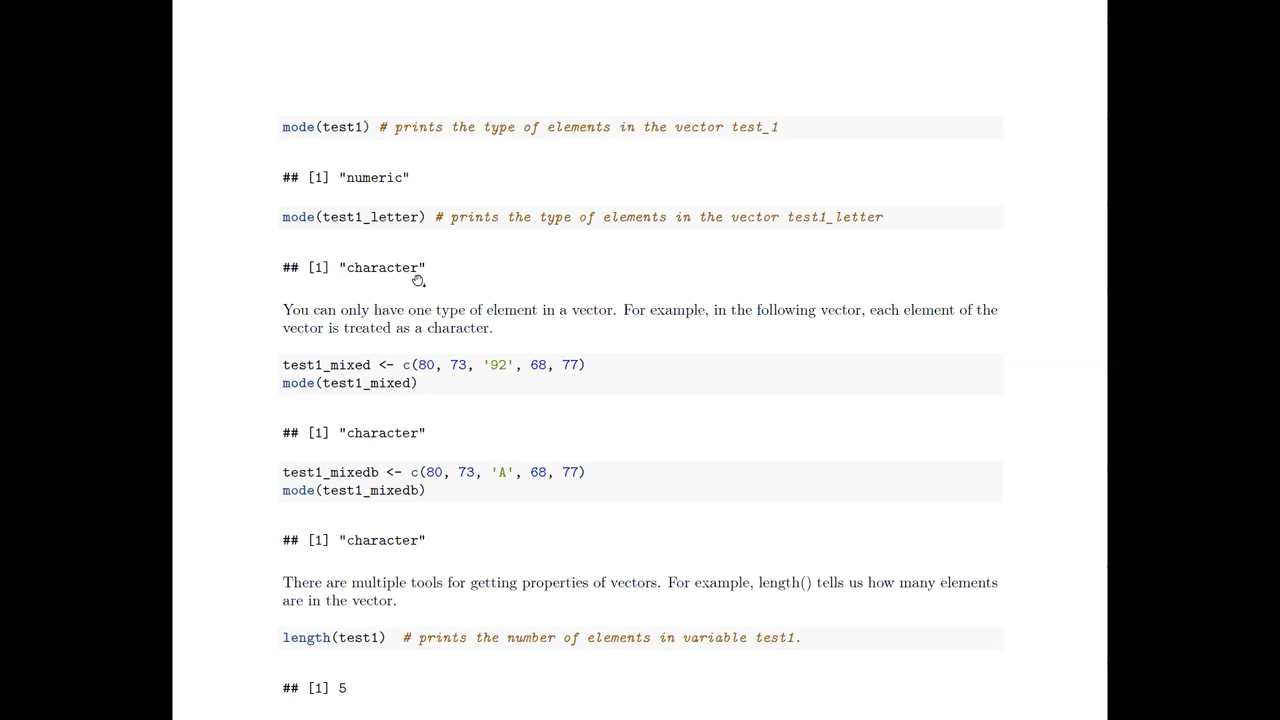 mode(test1) # prints the type of elements in the vector test_1
## [1] "numeric"
mode(test1_letter) # prints the type of elements in the vector test1_letter
## [1] "character"
You can only have one type of element in a vector. For example, in the following vector, each element of the
vector is treated as a character.
test1_mixed <- c(80, 73, '92', 68, 77)
mode(test1_mixed)
## [1] "character"
test1_mixedb <- c(80, 73, 'A', 68, 77)
mode(test1_mixedb)
## [1] "character"
There are multiple tools for getting properties of vectors. For example, length() tells us how many elements
are in the vector.
length(test1)  # prints the number of elements in variable test1.
## [1] 5